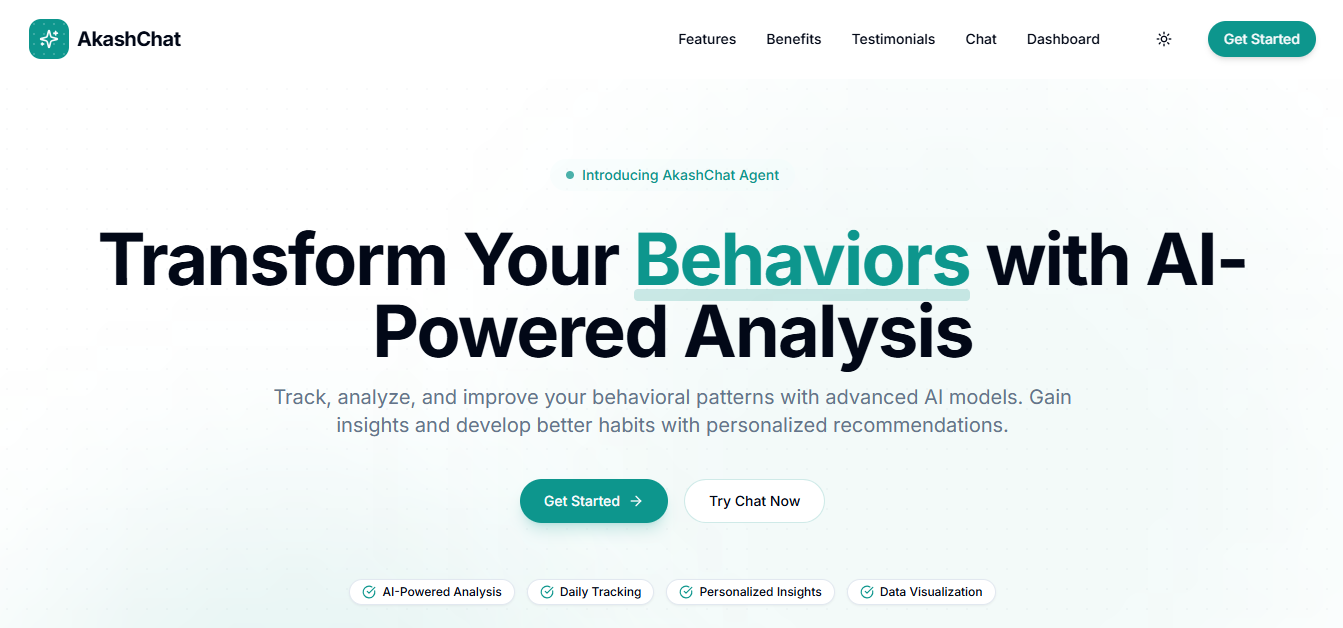 AkashChat
Features Benefits Testimonials Chat Dashboard Get Started
Introducing AkashChat Agent
Transform Your Behaviors with AI-
Powered Analysis
Track, analyze, and improve your behavioral patterns with advanced AI models. Gain
insights and develop better habits with personalized recommendations.
Get Started Try Chat Now
AI-Powered Analysis Daily Tracking Personalized Insights Data Visualization